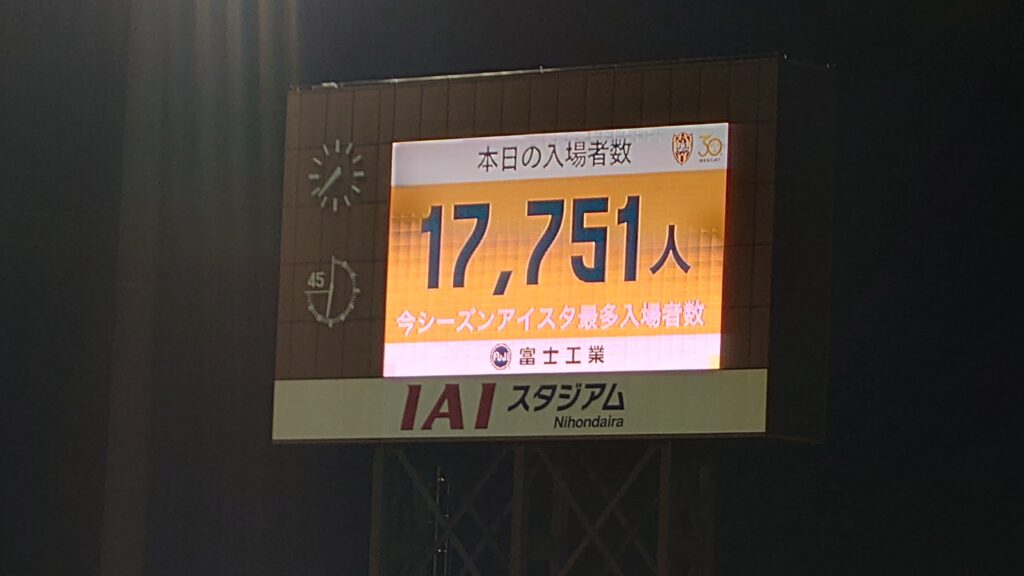 本日の入場者数
30
17,751人
今シーズンアイスタ最多入場者数
富士工業
45
IAI スタジアム
Nihondaira